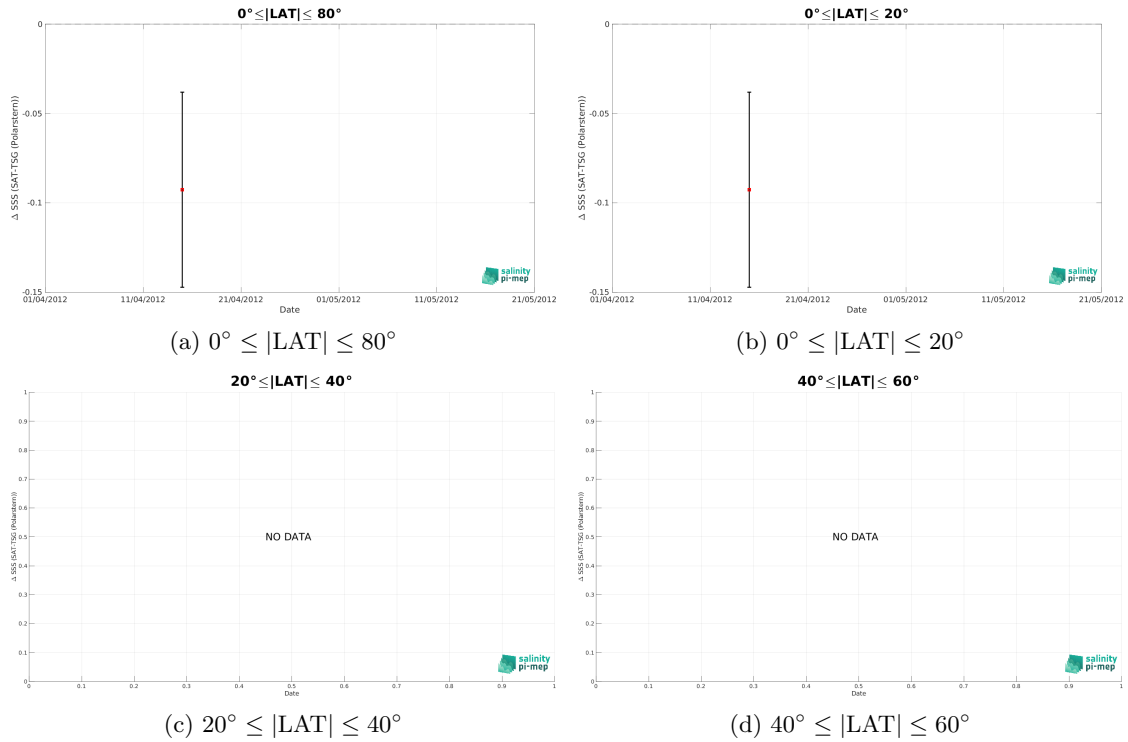 0°≤|LAT|≤ 80°
Δ SSS (SAT-TSG (Polarstern))
0
-0.05
-0.1
-0.15
01/04/2012 11/04/2012 21/04/2012 01/05/2012 11/05/2012 21/05/2012
Date
salinity
pi-mep
(a) 0° ≤ |LAT| ≤ 80°
0°≤|LAT|≤ 20°
Δ SSS (SAT-TSG (Polarstern))
0
-0.05
-0.1
-0.15
01/04/2012 11/04/2012 21/04/2012 01/05/2012 11/05/2012 21/05/2012
Date
salinity
pi-mep
(b) 0° ≤ |LAT| ≤ 20°
20°≤|LAT|≤ 40°
Δ SSS (SAT-TSG (Polarstern))
1
0.9
0.8
0.7
0.6
0.5
0.4
0.3
0.2
0.1
0
NO DATA
0 0.1 0.2 0.3 0.4 0.5 0.6 0.7 0.8 0.9 1
Date
salinity
pi-mep
(c) 20° ≤ |LAT| ≤ 40°
40°≤|LAT|≤ 60°
Δ SSS (SAT-TSG (Polarstern))
1
0.9
0.8
0.7
0.6
0.5
0.4
0.3
0.2
0.1
0
NO DATA
0 0.1 0.2 0.3 0.4 0.5 0.6 0.7 0.8 0.9 1
Date
salinity
pi-mep
(d) 40° ≤ |LAT| ≤ 60°